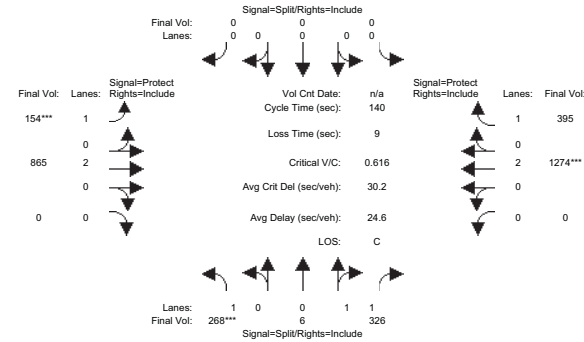 Signal=Split/Rights=Include
Final Vol: 0 0 0
Lanes: 0 0 0 0 0
Signal=Protect Signal=Protect
Final Vol: Lanes: Rights=Include Vol Cnt Date: n/a Rights=Include Lanes: Final Vol:
Cycle Time (sec): 140
154*** 1 1 395
Loss Time (sec): 9
0 0
865 2 Critical V/C: 0.616 2 1274***
0 Avg Crit Del (sec/veh): 30.2 0
0 0 Avg Delay (sec/veh): 24.6 0 0
LOS: C
Lanes: 1 0 0 1 1
Final Vol: 268*** 6 326
Signal=Split/Rights=Include